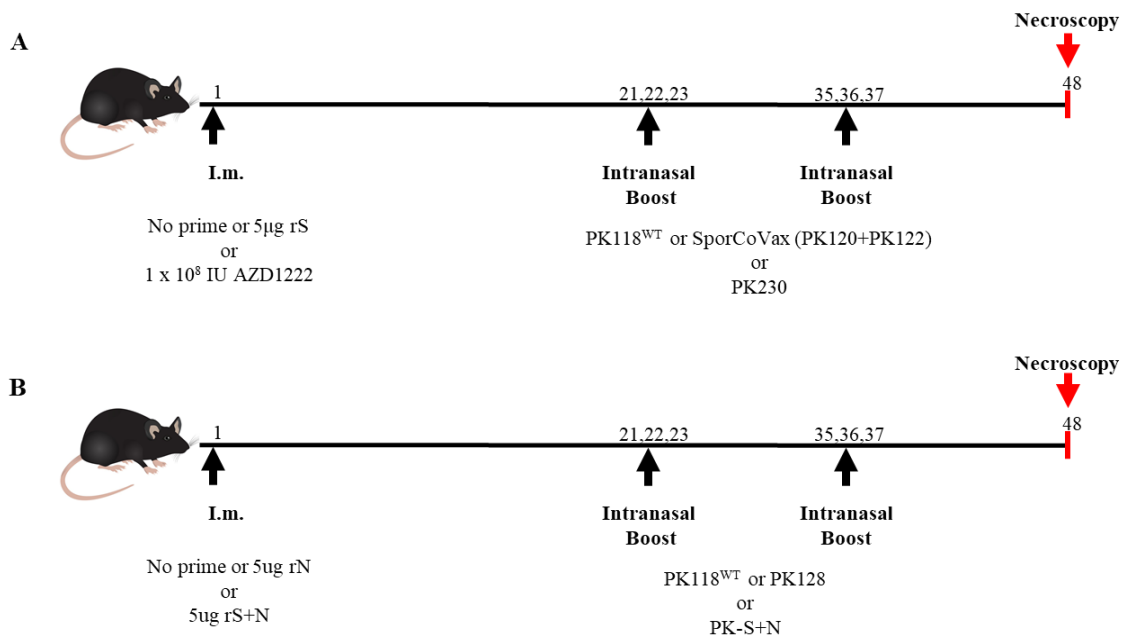 A
Necroscopy
1
21,22,23
35,36,37
48
I.m.
Intranasal
Boost
Intranasal
Boost
No prime or 5µg rS
or
1 x 10⁸ IU AZD1222
PK118ᵂᵀ or SporCoVax (PK120+PK122)
or
PK230
B
Necroscopy
1
21,22,23
35,36,37
48
I.m.
Intranasal
Boost
Intranasal
Boost
No prime or 5ug rN
or
5ug rS+N
PK118ᵂᵀ or PK128
or
PK-S+N